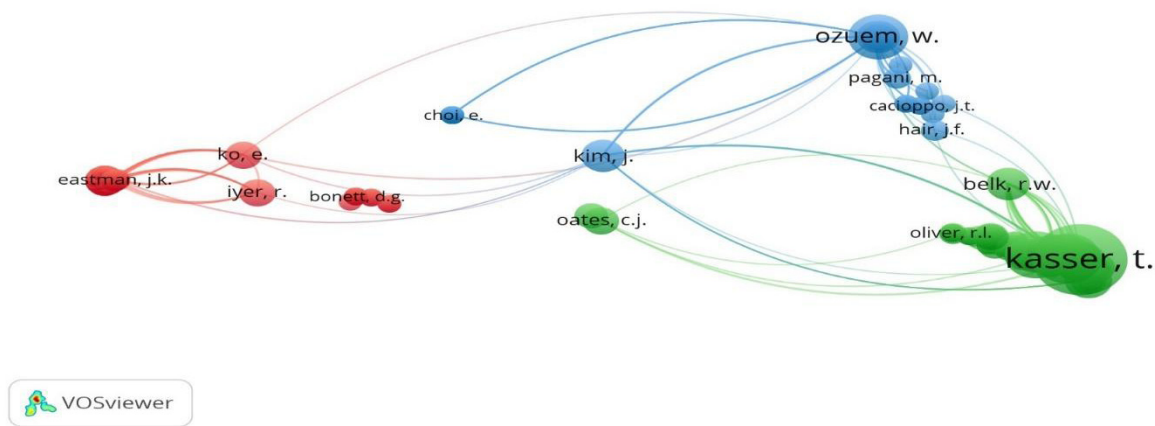 ozuem, w.
pagani, m.
cacioppo, j.t.
choi, e.
hair, j.f.
ko, e.
kim, j.
eastman, j.k.
iyer, r.
bonett, d.g.
belk, r.w.
oates, c.j.
oliver, r.l.
kasser, t.
VOSviewer